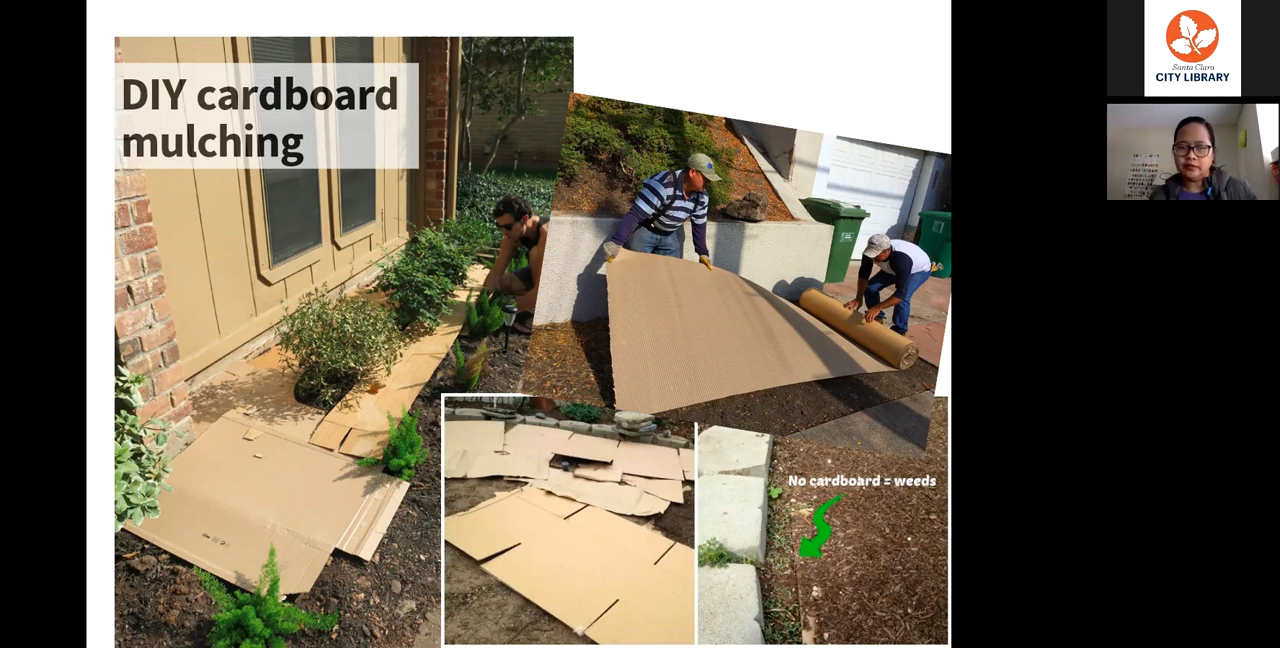 DIY cardboard
mulching
No cardboard = weeds
Santa Clara
CITY LIBRARY